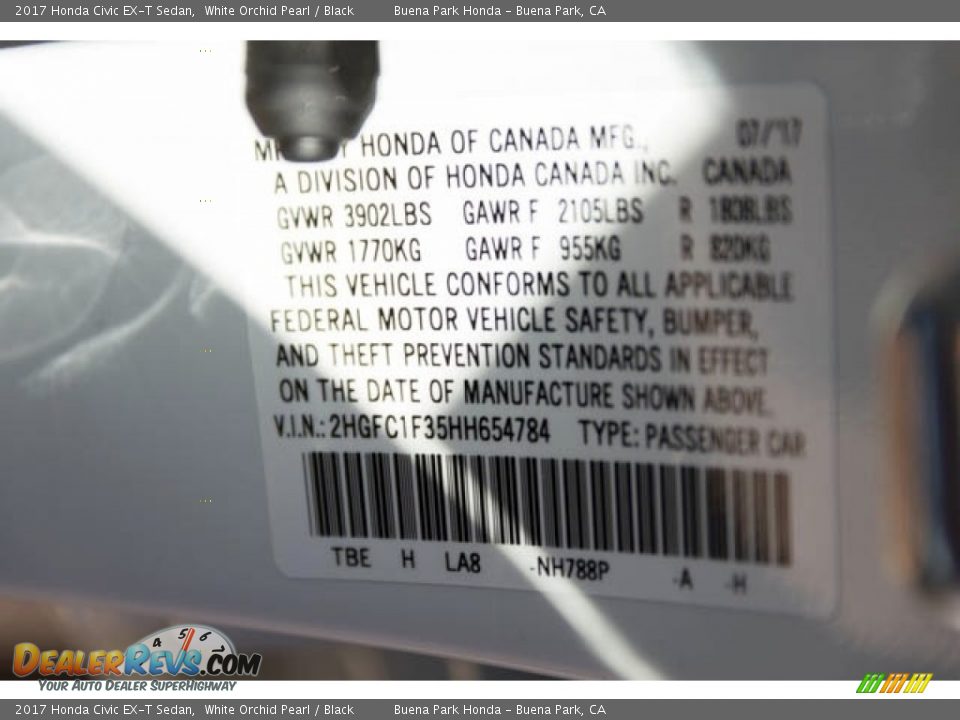 2017 Honda Civic EX-T Sedan, White Orchid Pearl / Black Buena Park Honda - Buena Park, CA
HONDA OF CANADA MFG., 07/17
A DIVISION OF HONDA CANADA INC. CANADA
GVWR 3902LBS GAWR F 2105LBS R 1808LBS
GVWR 1770KG GAWR F 955KG R 820KG
THIS VEHICLE CONFORMS TO ALL APPLICABLE
FEDERAL MOTOR VEHICLE SAFETY, BUMPER,
AND THEFT PREVENTION STANDARDS IN EFFECT
ON THE DATE OF MANUFACTURE SHOWN ABOVE.
V.I.N.: 2HGFC1F35HH654784 TYPE: PASSENGER CAR
TBE H LA8 -NH788P -A -H
4 5 6 7
DEALERREVS.COM
YOUR AUTO DEALER SUPERHIGHWAY
2017 Honda Civic EX-T Sedan, White Orchid Pearl / Black Buena Park Honda - Buena Park, CA